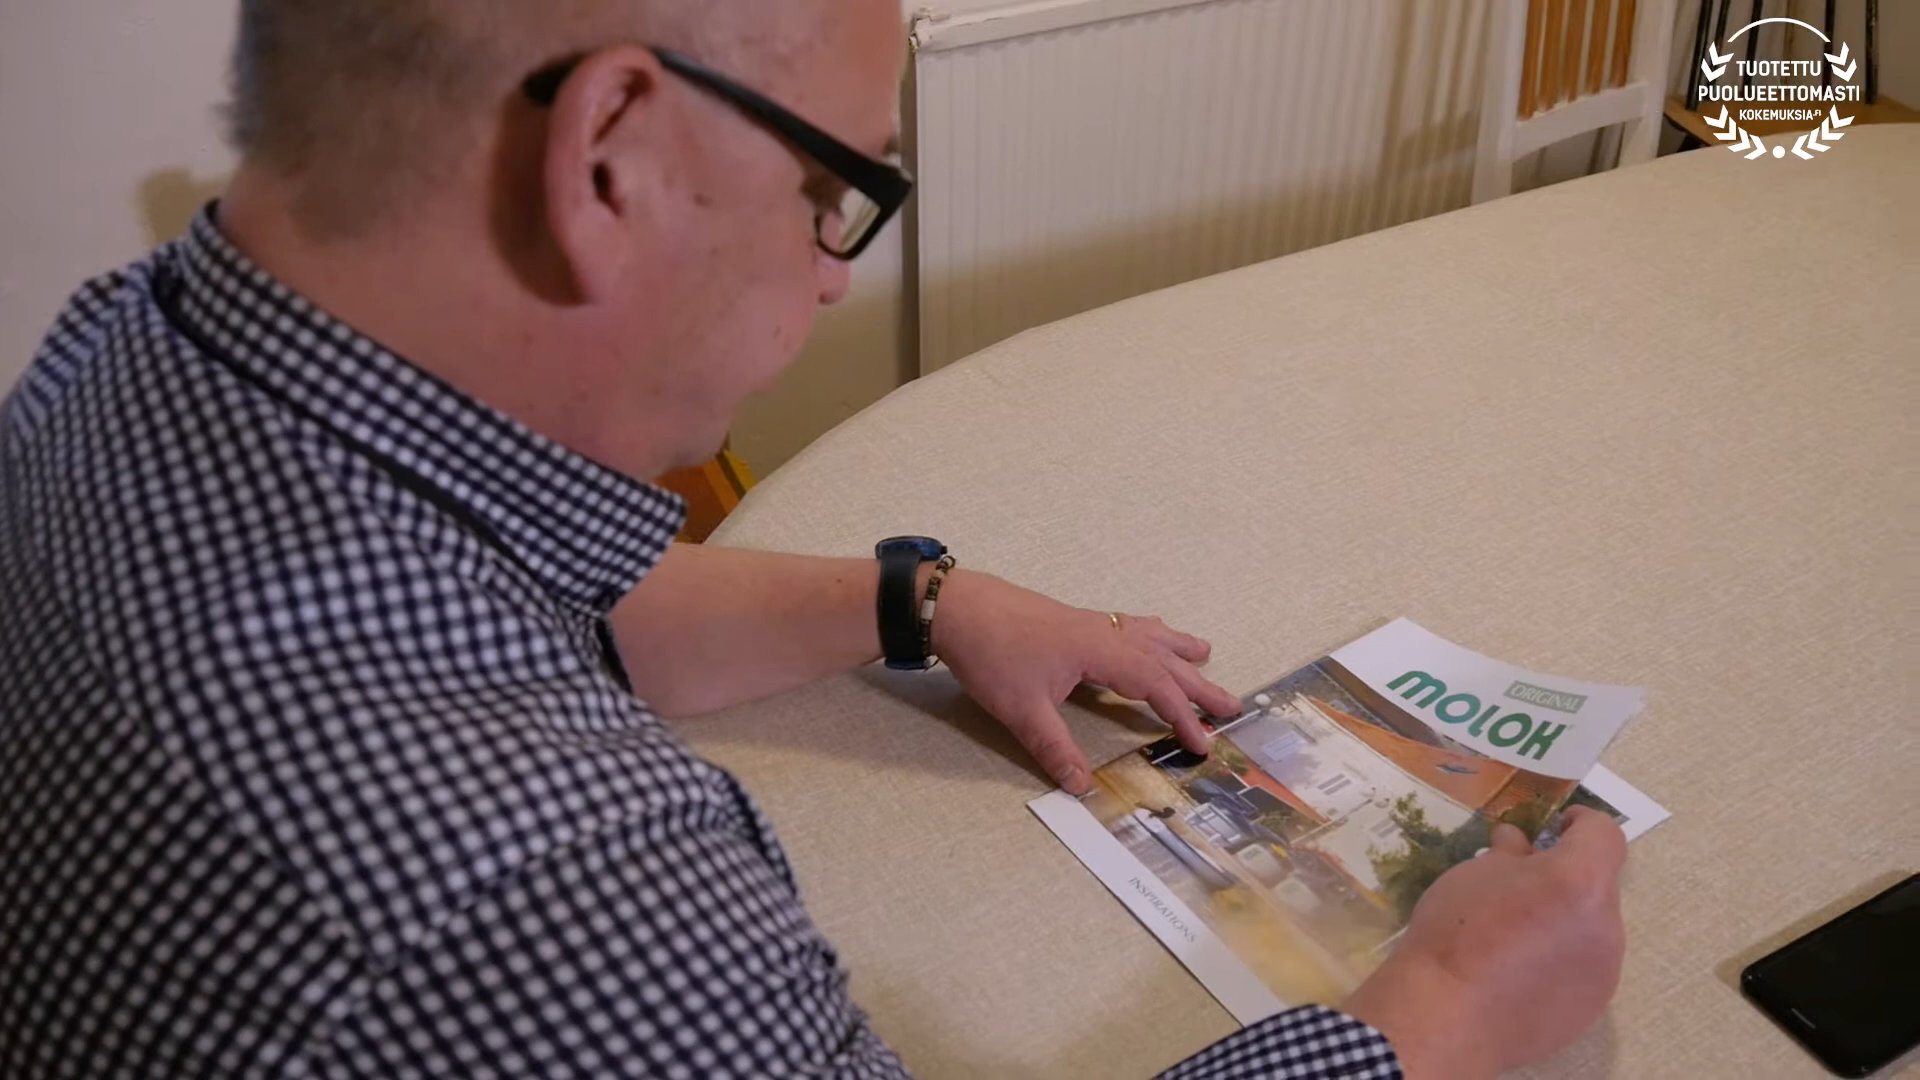 TUOTETTU
PUOLUEETTOMASTI
KOKEMUKSIA.FI
ORIGINAL
MOLOK
INSPIRATIONS